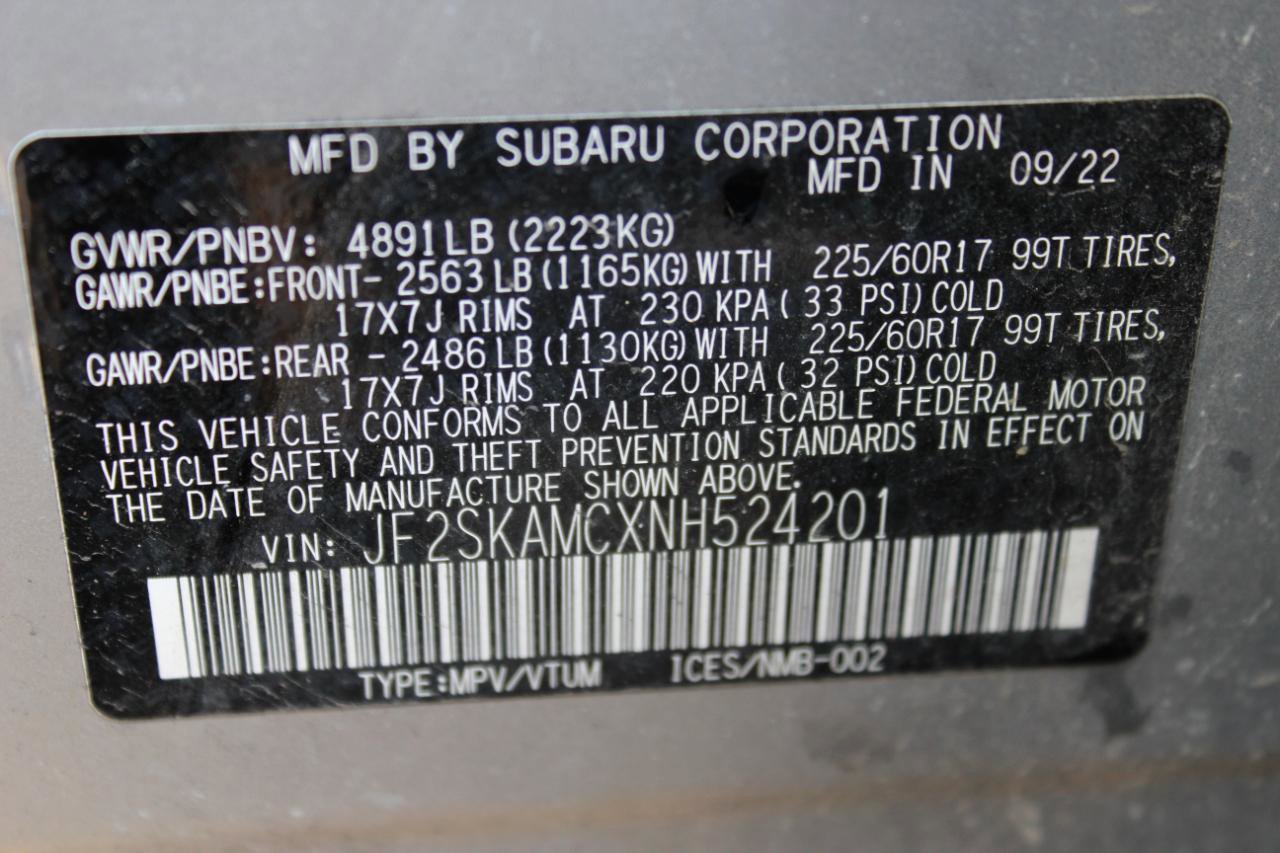 MFD BY SUBARU CORPORATION
MFD IN 09/22
GVWR/PNBV: 4891LB (2223KG)
GAWR/PNBE:FRONT- 2563LB(1165KG)WITH 225/60R17 99T TIRES,
17X7J RIMS AT 230 KPA( 33 PSI)COLD
GAWR/PNBE:REAR - 2486LB(1130KG)WITH 225/60R17 99T TIRES,
17X7J RIMS AT 220 KPA( 32 PSI)COLD
THIS VEHICLE CONFORMS TO ALL APPLICABLE FEDERAL MOTOR
VEHICLE SAFETY AND THEFT PREVENTION STANDARDS IN EFFECT ON
THE DATE OF MANUFACTURE SHOWN ABOVE.
VIN: JF2SKAMCXNH524201
TYPE:MPV/VTUM ICES/NMB-002